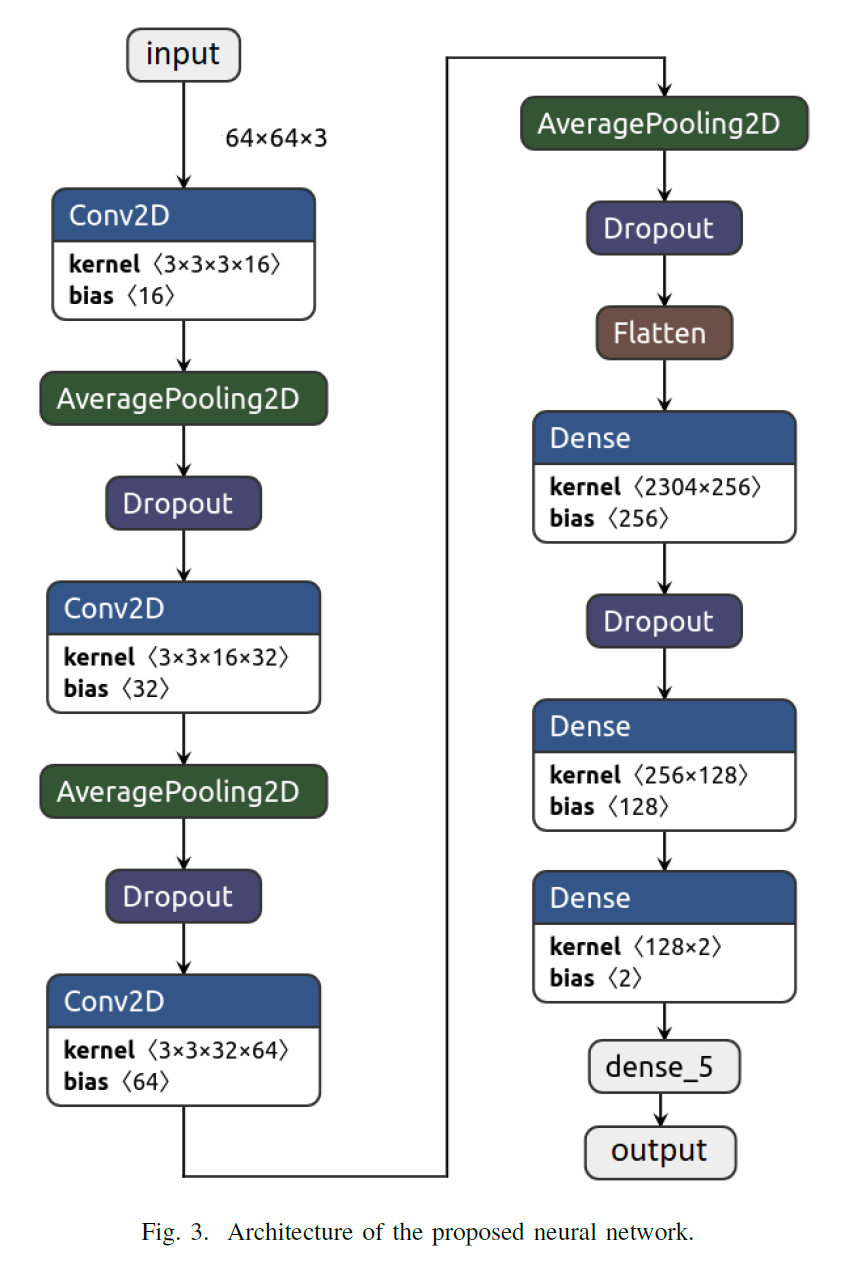 input
64×64×3
Conv2D
kernel 〈3×3×3×16〉
bias 〈16〉
AveragePooling2D
Dropout
Conv2D
kernel 〈3×3×16×32〉
bias 〈32〉
AveragePooling2D
Dropout
Conv2D
kernel 〈3×3×32×64〉
bias 〈64〉
AveragePooling2D
Dropout
Flatten
Dense
kernel 〈2304×256〉
bias 〈256〉
Dropout
Dense
kernel 〈256×128〉
bias 〈128〉
Dense
kernel 〈128×2〉
bias 〈2〉
dense_5
output
Fig. 3. Architecture of the proposed neural network.